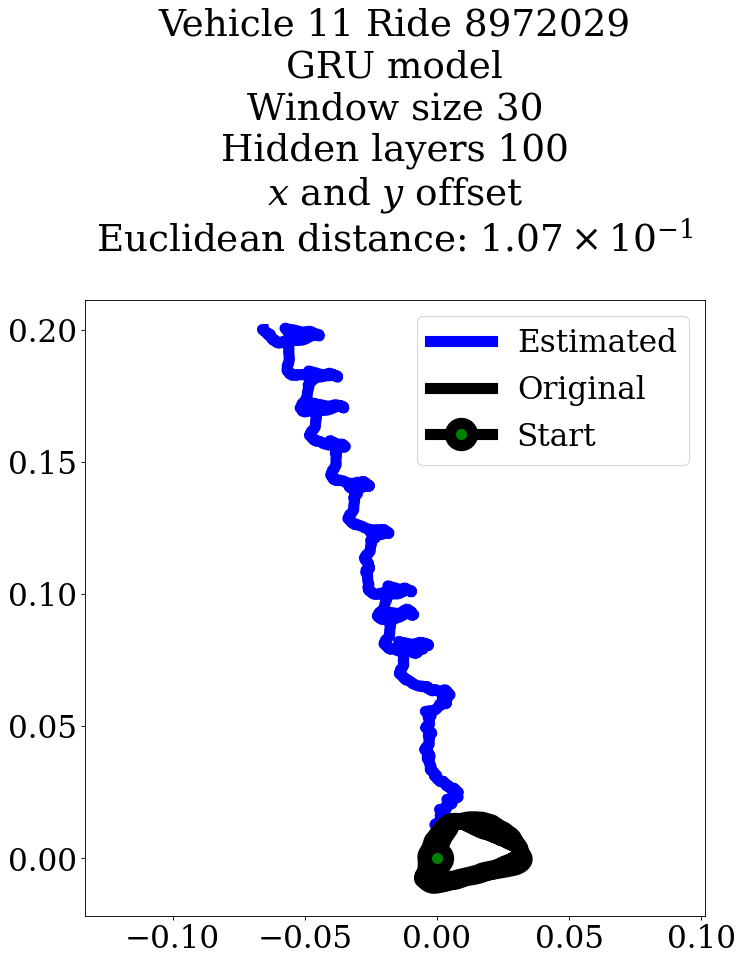 Vehicle 11 Ride 8972029
GRU model
Window size 30
Hidden layers 100
x and y offset
Euclidean distance: 1.07 × 10⁻¹
Estimated
Original
Start
0.20
0.15
0.10
0.05
0.00
−0.10 −0.05 0.00 0.05 0.10